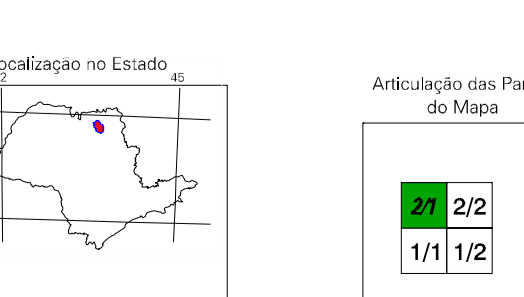 ocalização no Estado
2 45
Articulação das Par
do Mapa
2/1 2/2
1/1 1/2